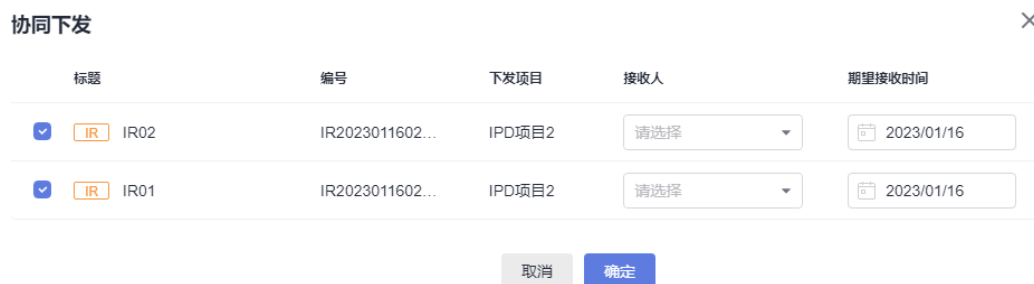 协同下发
标题 编号 下发项目 接收人 期望接收时间
IR IR02 IR2023011602... IPD项目2 请选择 2023/01/16
IR IR01 IR2023011602... IPD项目2 请选择 2023/01/16
取消 确定